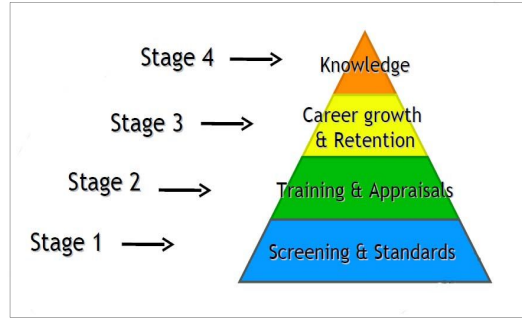 Stage 4
Knowledge
Stage 3
Career growth
& Retention
Stage 2
Training & Appraisals
Stage 1
Screening & Standards